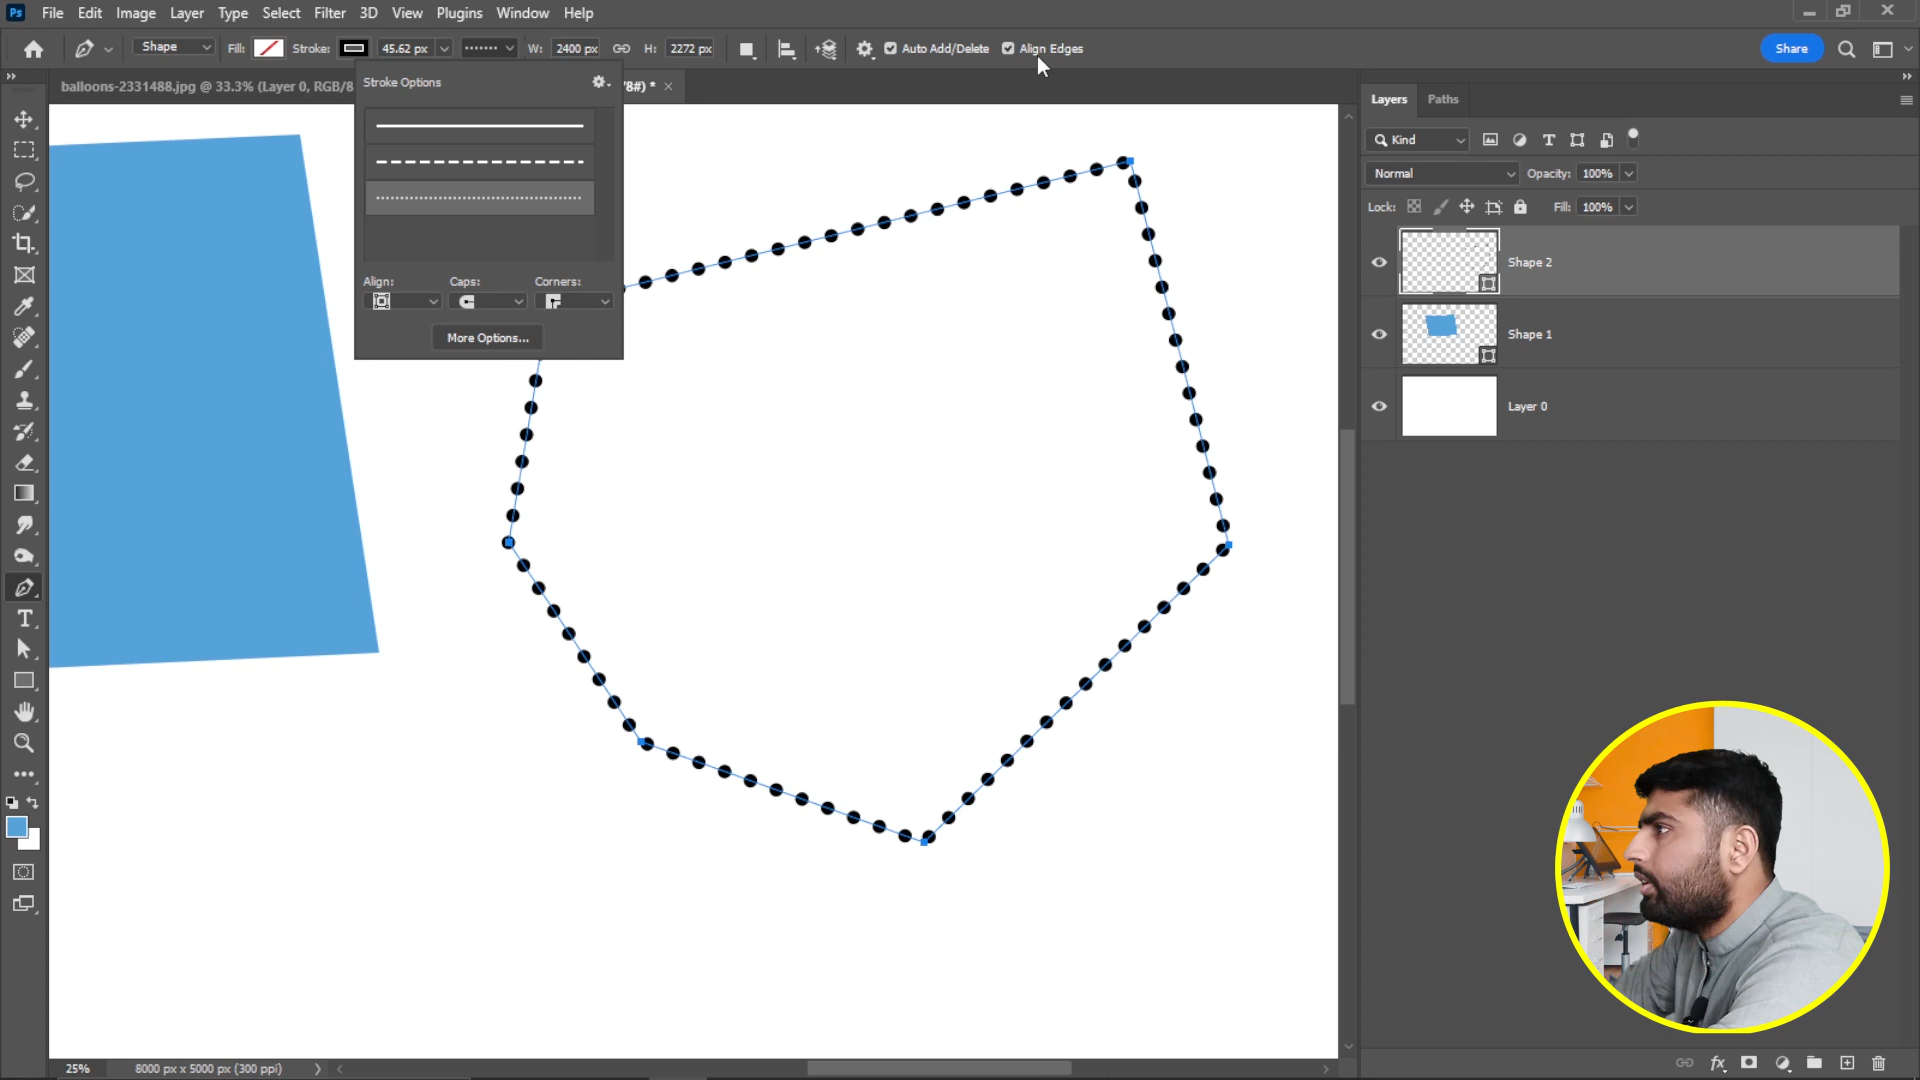 Ps File Edit Image Layer Type Select Filter 3D View Plugins Window Help
Shape Fill: Stroke: 45.62 px W: 2400 px H: 2272 px Auto Add/Delete Align Edges Share
balloons-2331488.jpg @ 33.3% (Layer 0, RGB/8 /8#) *
Stroke Options
Align: Caps: Corners:
More Options...
Layers Paths
Kind
Normal Opacity: 100%
Lock: Fill: 100%
Shape 2
Shape 1
Layer 0
25% 8000 px x 5000 px (300 ppi)